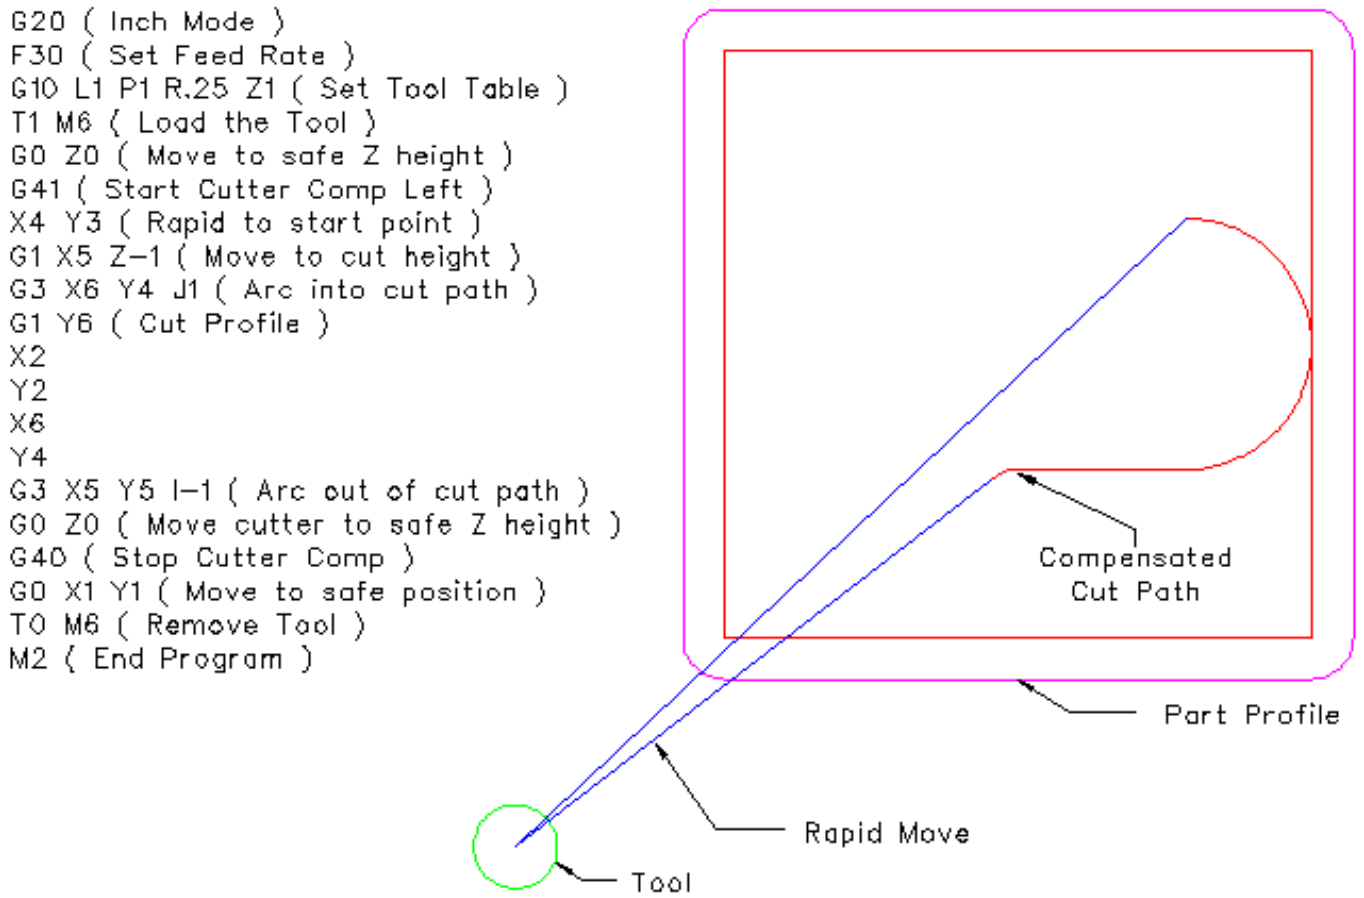 G20 ( Inch Mode )
F30 ( Set Feed Rate )
G10 L1 P1 R.25 Z1 ( Set Tool Table )
T1 M6 ( Load the Tool )
G0 Z0 ( Move to safe Z height )
G41 ( Start Cutter Comp Left )
X4 Y3 ( Rapid to start point )
G1 X5 Z-1 ( Move to cut height )
G3 X6 Y4 J1 ( Arc into cut path )
G1 Y6 ( Cut Profile )
X2
Y2
X6
Y4
G3 X5 Y5 I-1 ( Arc out of cut path )
G0 Z0 ( Move cutter to safe Z height )
G40 ( Stop Cutter Comp )
G0 X1 Y1 ( Move to safe position )
T0 M6 ( Remove Tool )
M2 ( End Program )
Compensated
Cut Path
Part Profile
Rapid Move
Tool